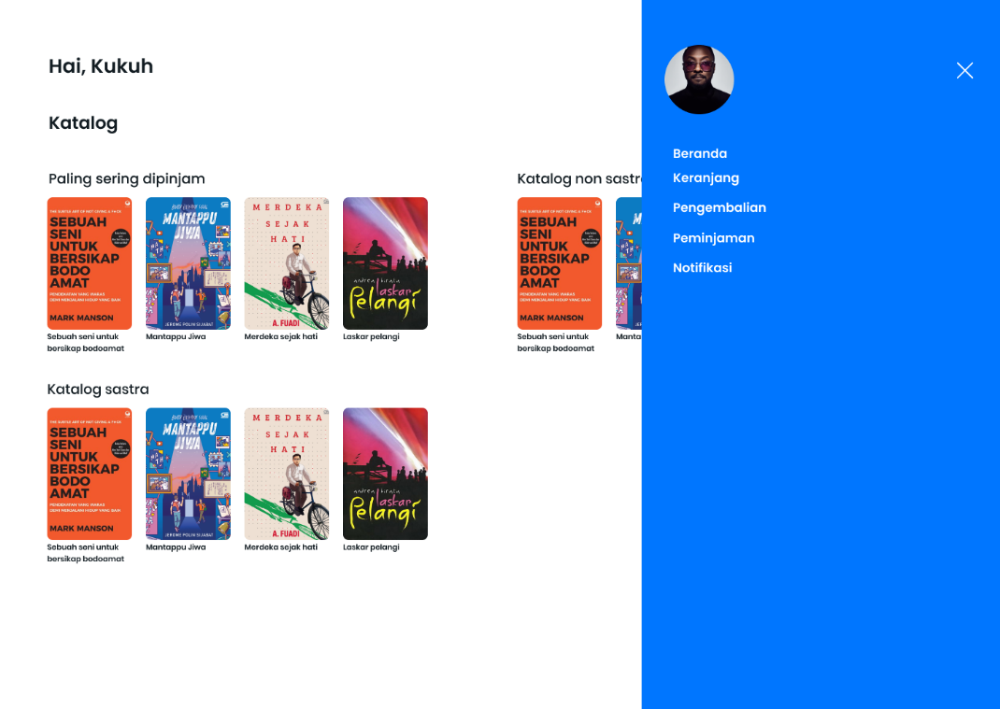 Hai, Kukuh
Katalog
Paling sering dipinjam
THE SUBTLE ART OF NOT GIVING A F*CK
SEBUAH
SENI
UNTUK
BERSIKAP
BODO
AMAT
PENDEKATAN YANG WARAS
DEMI MENJALANI HIDUP YANG BAIK
MARK MANSON
Sebuah seni untuk
bersikap bodoamat
MANTAPPU
JIWA
JEROME POLIN SIJABAT
Mantappu Jiwa
MERDEKA
SEJAK
HATI
A. FUADI
Merdeka sejak hati
andrea hirata
laskar
pelangi
Laskar pelangi
Katalog non sastr
THE SUBTLE ART OF NOT GIVING A F*CK
SEBUAH
SENI
UNTUK
BERSIKAP
BODO
AMAT
PENDEKATAN YANG WARAS
DEMI MENJALANI HIDUP YANG BAIK
MARK MANSON
Sebuah seni untuk
bersikap bodoamat
Manta
Katalog sastra
THE SUBTLE ART OF NOT GIVING A F*CK
SEBUAH
SENI
UNTUK
BERSIKAP
BODO
AMAT
PENDEKATAN YANG WARAS
DEMI MENJALANI HIDUP YANG BAIK
MARK MANSON
Sebuah seni untuk
bersikap bodoamat
MANTAPPU
JIWA
JEROME POLIN SIJABAT
Mantappu Jiwa
MERDEKA
SEJAK
HATI
A. FUADI
Merdeka sejak hati
andrea hirata
laskar
pelangi
Laskar pelangi
Beranda
Keranjang
Pengembalian
Peminjaman
Notifikasi